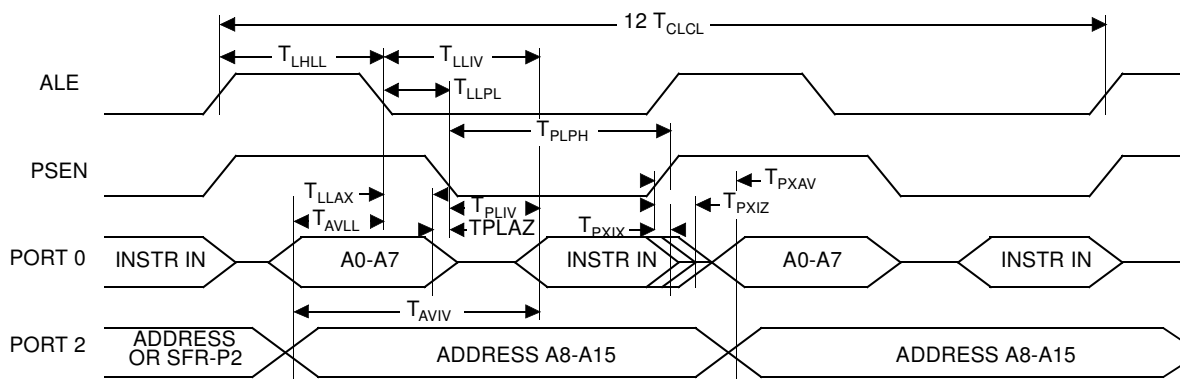 12 TCLCL
TLHLL TLLIV
ALE
TLLPL
TPLPH
PSEN
TLLAX TPXAV
TPLIV TPXIZ
TAVLL TPLAZ TPXIX
PORT 0 INSTR IN A0-A7 INSTR IN A0-A7 INSTR IN
TAVIV
PORT 2 ADDRESS OR SFR-P2 ADDRESS A8-A15 ADDRESS A8-A15